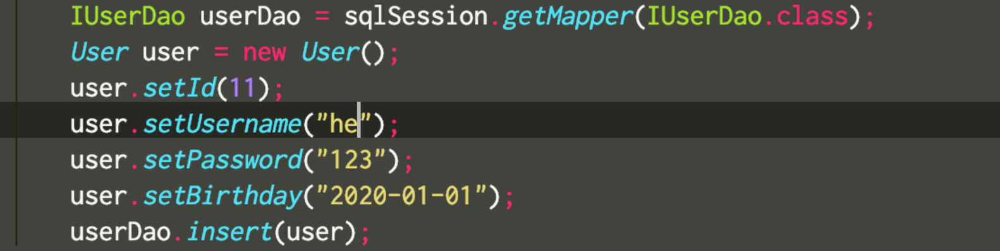 IUserDao userDao = sqlSession.getMapper(IUserDao.class);
User user = new User();
user.setId(11);
user.setUsername("he");
user.setPassword("123");
user.setBirthday("2020-01-01");
userDao.insert(user);